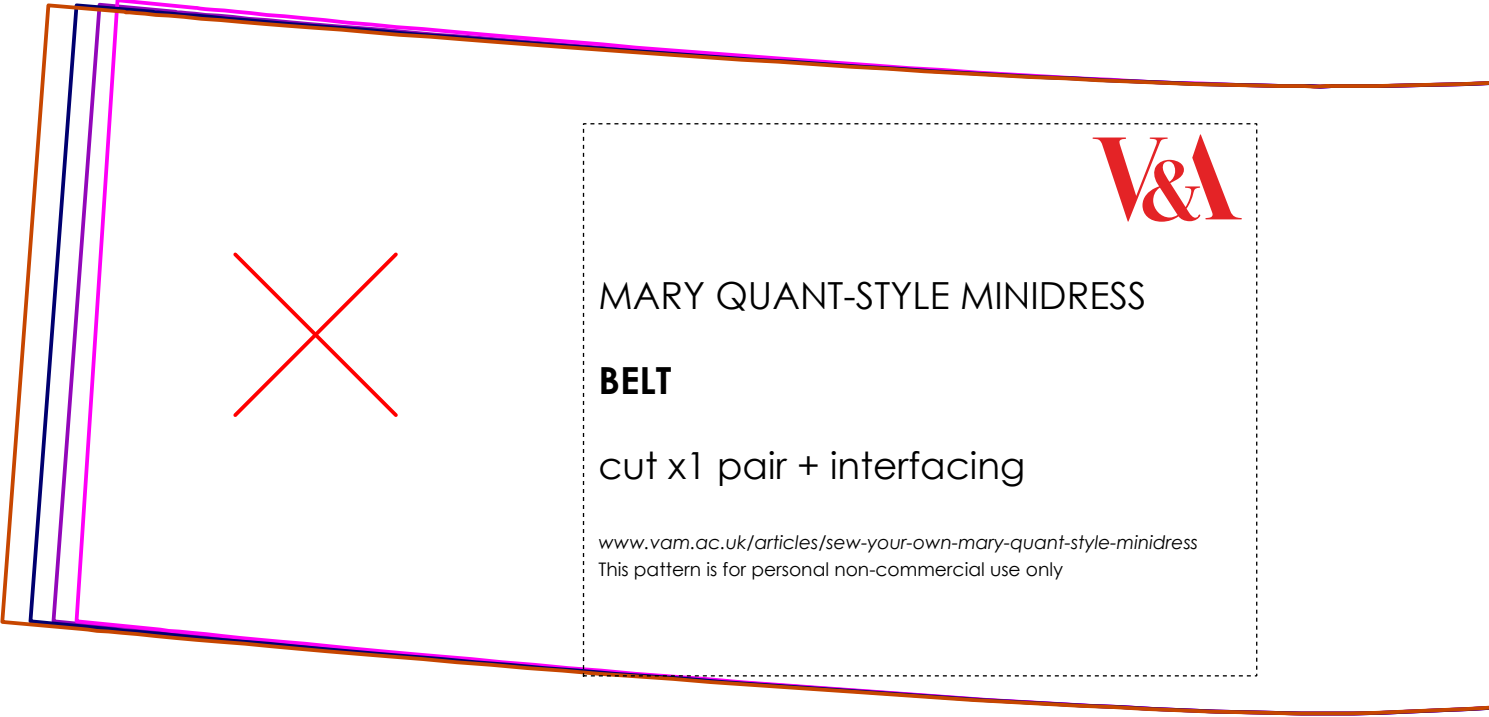 V&A
MARY QUANT-STYLE MINIDRESS
BELT
cut x1 pair + interfacing
www.vam.ac.uk/articles/sew-your-own-mary-quant-style-minidress
This pattern is for personal non-commercial use only